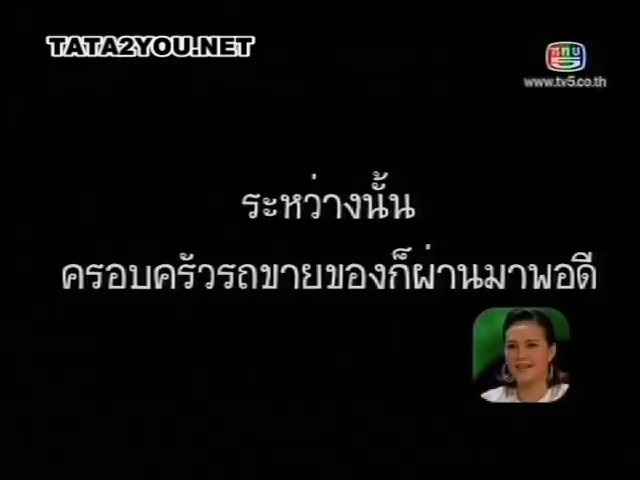 TATA2YOU.NET
ททบ 5
www.tv5.co.th
ระหว่างนั้น
ครอบครัวรถขายของก็ผ่านมาพอดี